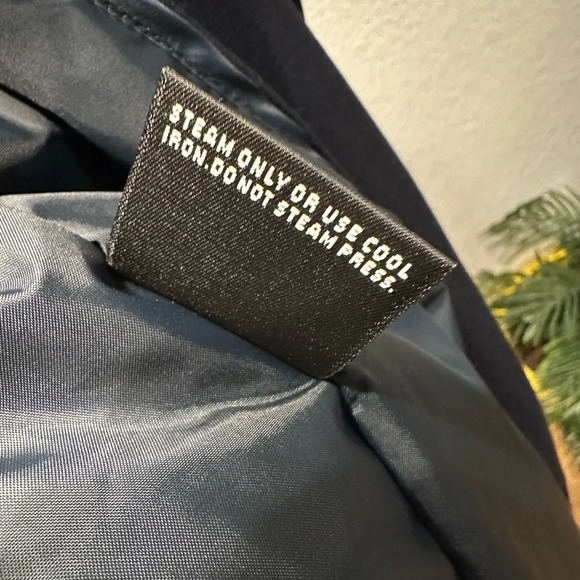 STEAM ONLY OR USE COOL
IRON. DO NOT STEAM PRESS.